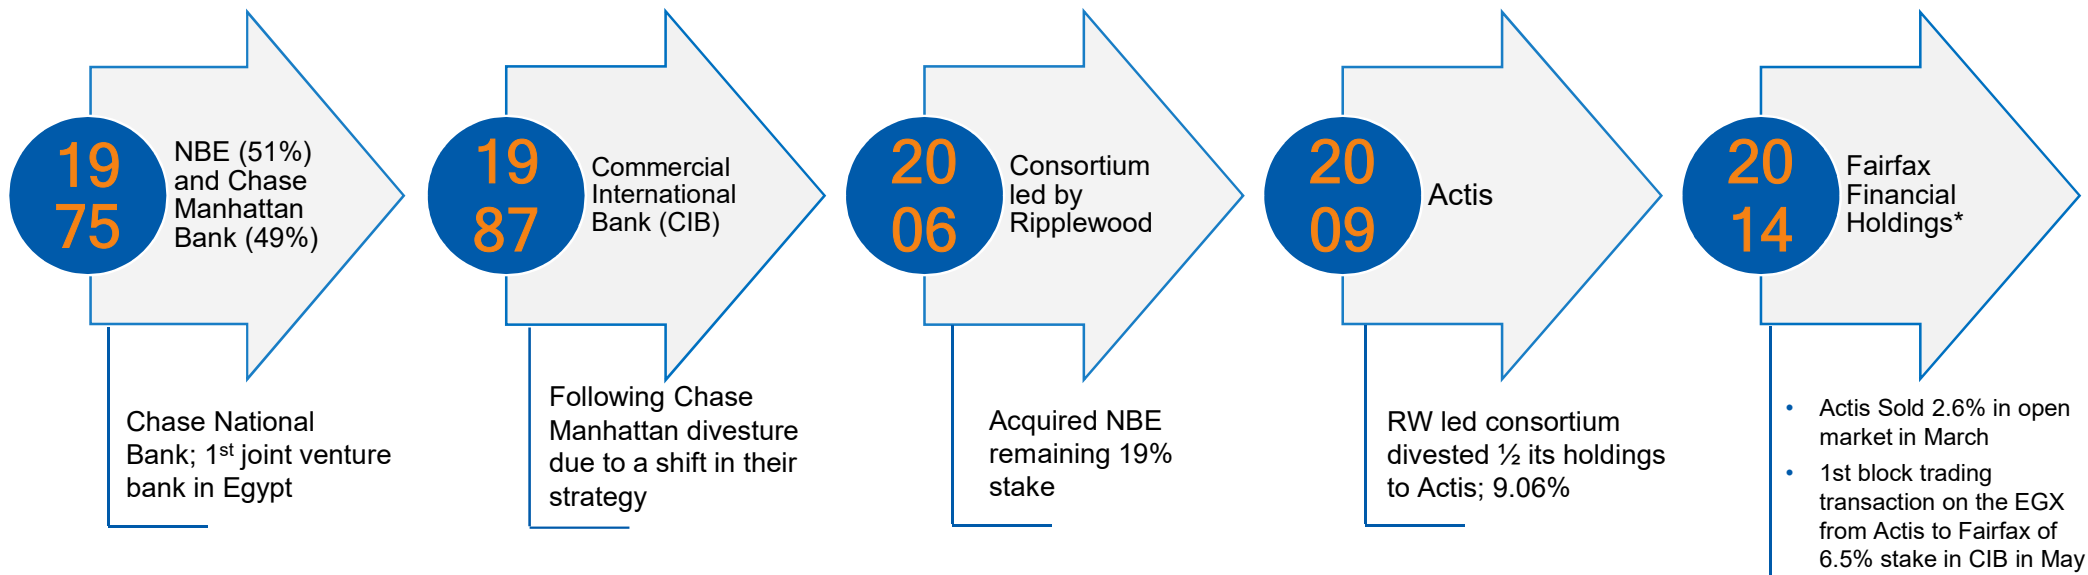 19
75
NBE (51%)
and Chase
Manhattan
Bank (49%)
Chase National
Bank; 1st joint venture
bank in Egypt
19
87
Commercial
International
Bank (CIB)
Following Chase
Manhattan divesture
due to a shift in their
strategy
20
06
Consortium
led by
Ripplewood
Acquired NBE
remaining 19%
stake
20
09
Actis
RW led consortium
divested ½ its holdings
to Actis; 9.06%
20
14
Fairfax
Financial
Holdings*
• Actis Sold 2.6% in open
market in March
• 1st block trading
transaction on the EGX
from Actis to Fairfax of
6.5% stake in CIB in May